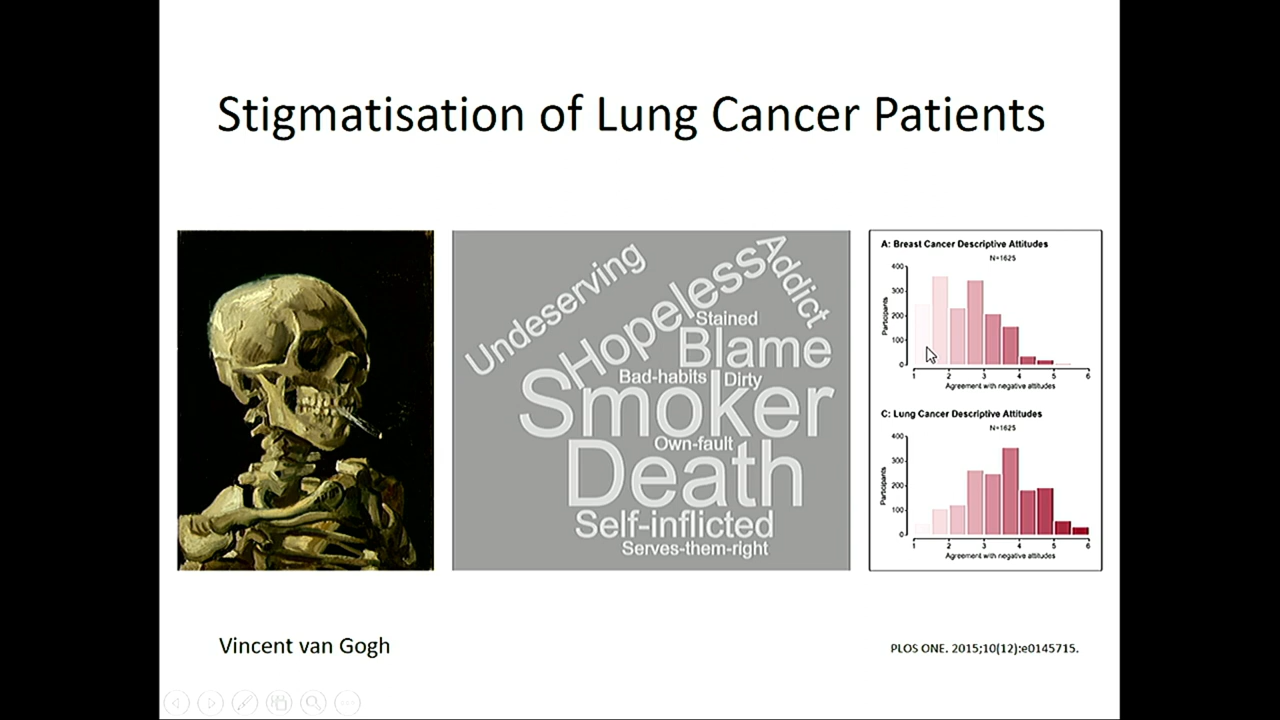 Stigmatisation of Lung Cancer Patients
Undeserving
Hopeless
Addict
Stained
Blame
Bad-habits
Dirty
Smoker
Own-fault
Death
Self-inflicted
Serves-them-right
A: Breast Cancer Descriptive Attitudes
N=1625
400
300
200
100
0
Participants
1 2 3 4 5 6
Agreement with negative attitudes
C: Lung Cancer Descriptive Attitudes
N=1625
400
300
200
100
0
Participants
1 2 3 4 5 6
Agreement with negative attitudes
Vincent van Gogh
PLOS ONE. 2015;10(12):e0145715.